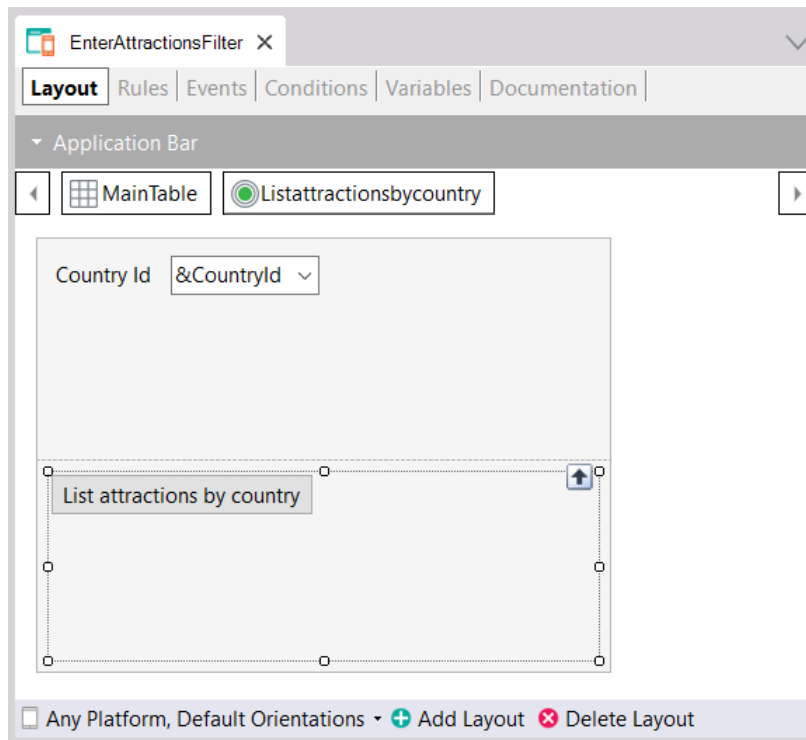 EnterAttractionsFilter
Layout Rules Events Conditions Variables Documentation
Application Bar
MainTable Listattractionsbycountry
Country Id &CountryId
List attractions by country
Any Platform, Default Orientations Add Layout Delete Layout